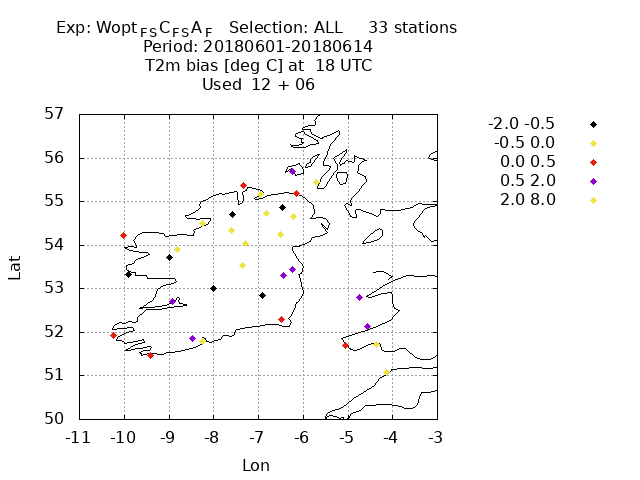 Exp: Wopt FS C FS A F Selection: ALL 33 stations
Period: 20180601-20180614
T2m bias [deg C] at 18 UTC
Used 12 + 06
57
56
55
54
53
52
51
50
-11 -10 -9 -8 -7 -6 -5 -4 -3
Lat
Lon
-2.0 -0.5
-0.5 0.0
0.0 0.5
0.5 2.0
2.0 8.0